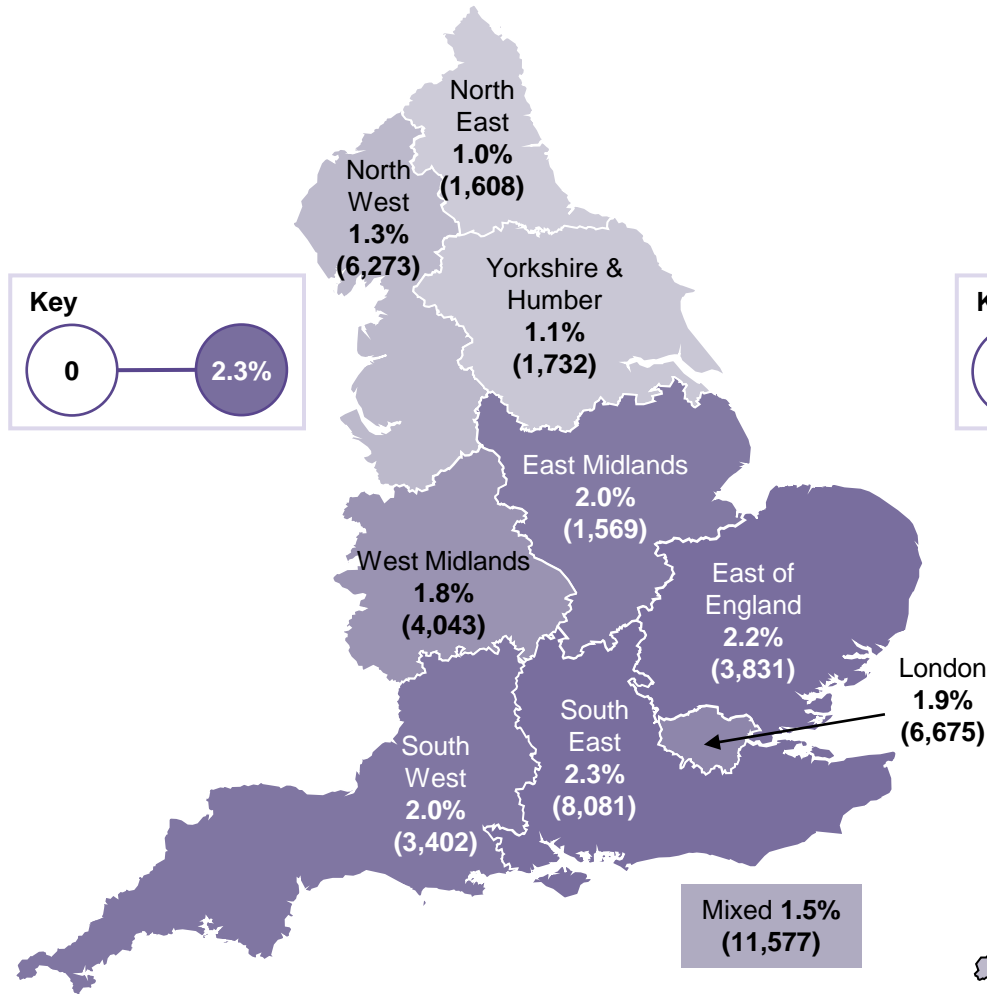 North
East
1.0%
(1,608)
North
West
1.3%
(6,273)
Yorkshire &
Humber
1.1%
(1,732)
Key
0
2.3%
East Midlands
2.0%
(1,569)
West Midlands
1.8%
(4,043)
East of
England
2.2%
(3,831)
London
1.9%
(6,675)
South
East
2.3%
(8,081)
South
West
2.0%
(3,402)
Mixed 1.5%
(11,577)